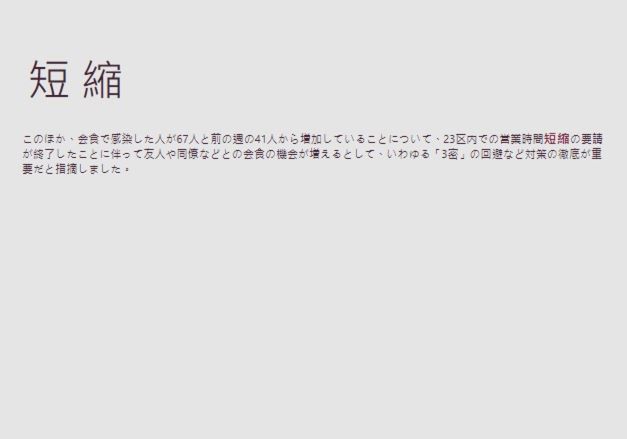 短縮
このほか、会食で感染した人が67人と前の週の41人から増加していることについて、23区内での営業時間短縮の要請
が終了したことに伴って友人や同僚などとの会食の機会が増えるとして、いわゆる「3密」の回避など対策の徹底が重
要だと指摘しました。